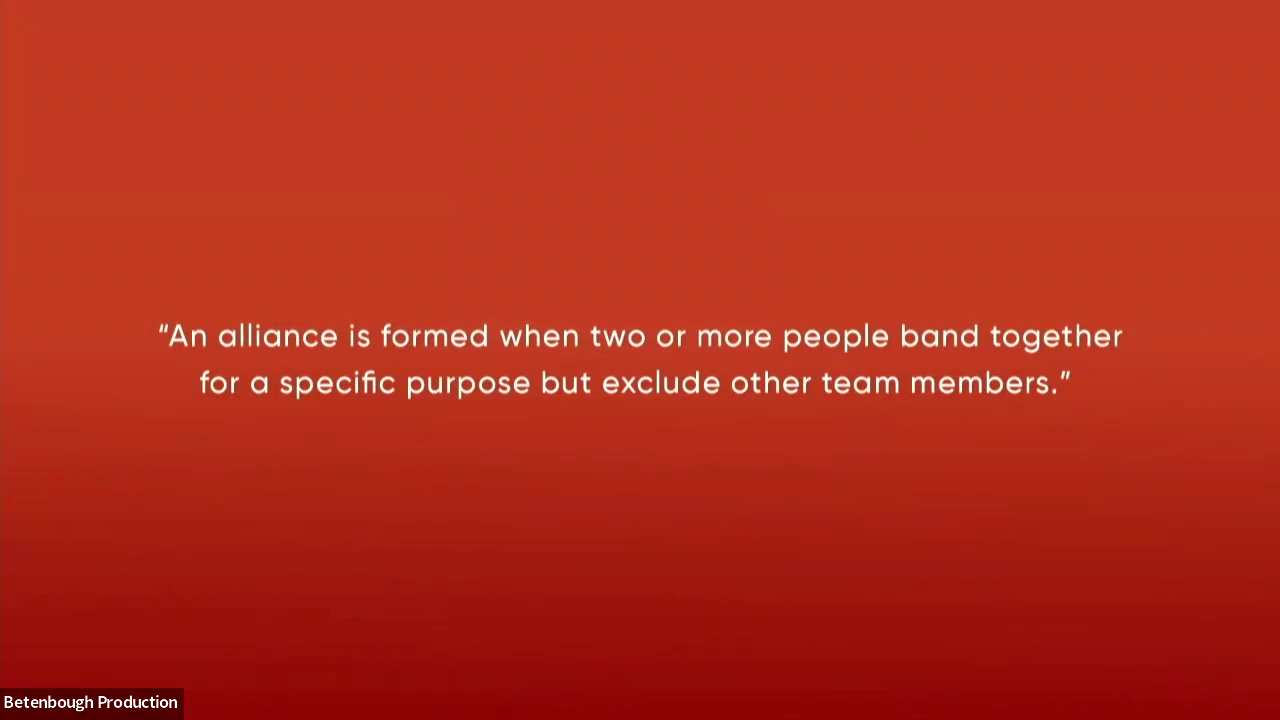 “An alliance is formed when two or more people band together
for a specific purpose but exclude other team members.”
Betenbough Production